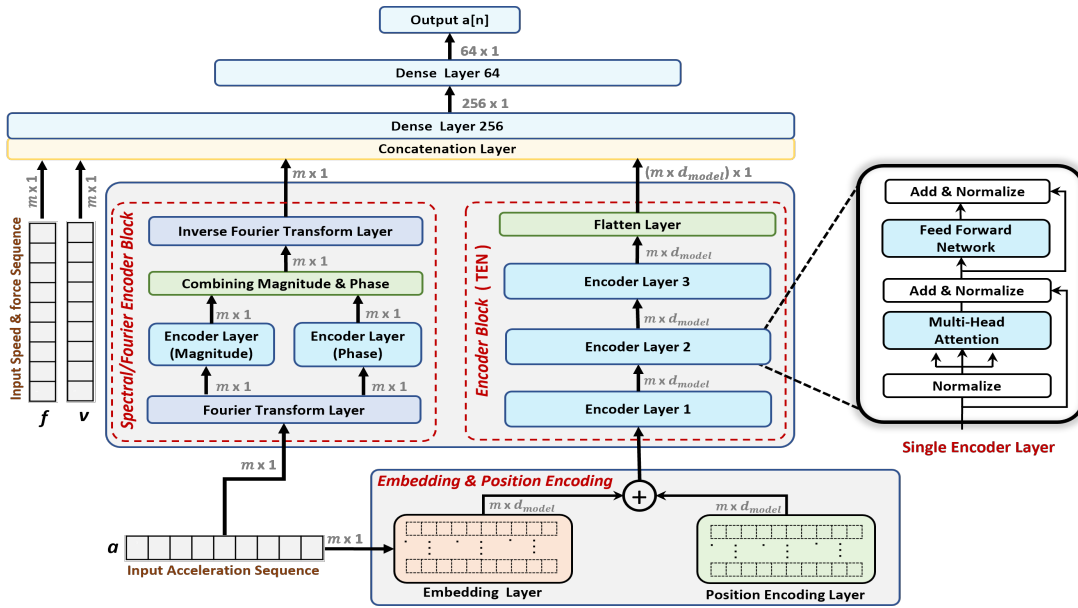 Output a[n]
64 x 1
Dense Layer 64
256 x 1
Dense Layer 256
Concatenation Layer
m x 1
m x 1
m x 1
(m x d_model) x 1
Input Speed & force Sequence
f
v
Spectral/Fourier Encoder Block
Inverse Fourier Transform Layer
m x 1
Combining Magnitude & Phase
m x 1
m x 1
Encoder Layer
(Magnitude)
Encoder Layer
(Phase)
m x 1
m x 1
Fourier Transform Layer
m x 1
Encoder Block ( TEN)
Flatten Layer
m x d_model
Encoder Layer 3
m x d_model
Encoder Layer 2
m x d_model
Encoder Layer 1
Add & Normalize
Feed Forward
Network
Add & Normalize
Multi-Head
Attention
Normalize
Single Encoder Layer
Embedding & Position Encoding
+
m x d_model
m x d_model
a
m x 1
Input Acceleration Sequence
Embedding Layer
Position Encoding Layer